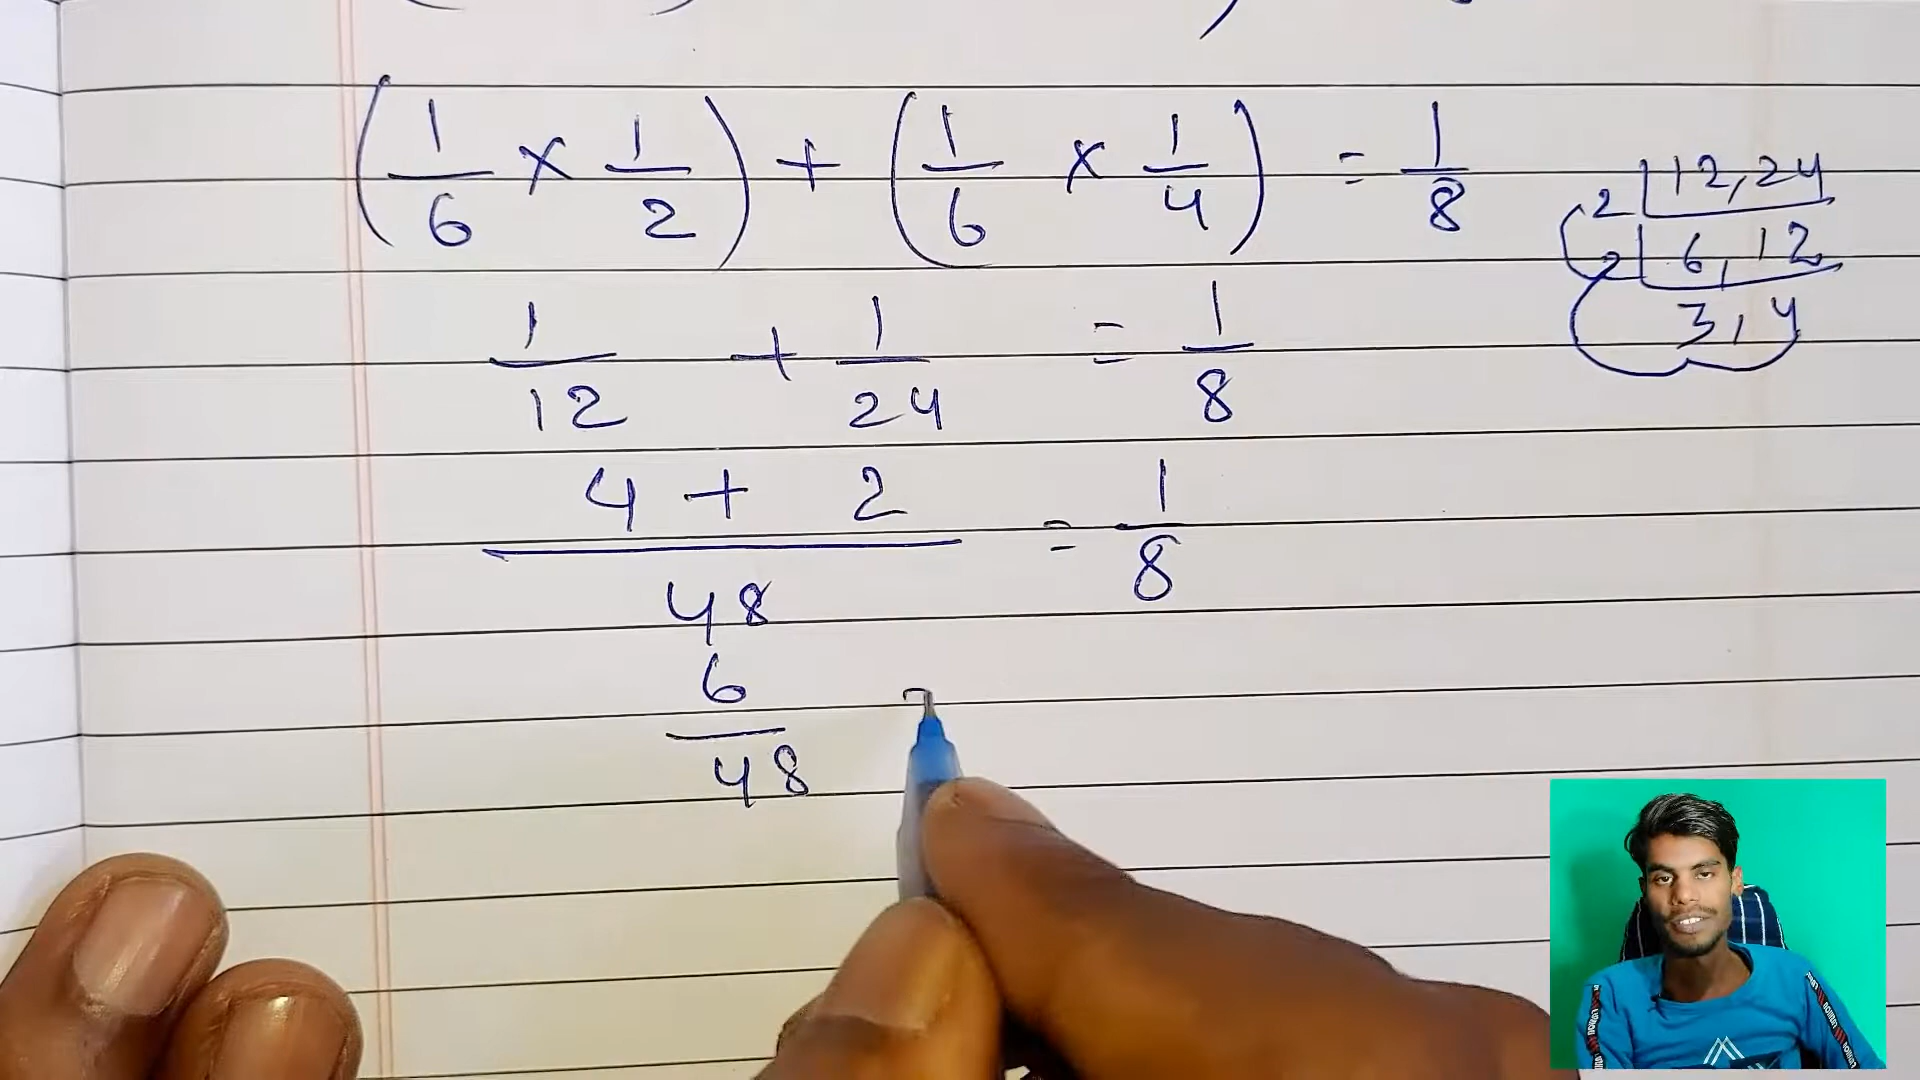 (1/6 × 1/2) + (1/6 × 1/4) = 1/8
1/12 + 1/24 = 1/8
(4 + 2)/48 = 1/8
6/48
2 | 12, 24
2 | 6, 12
3, 4